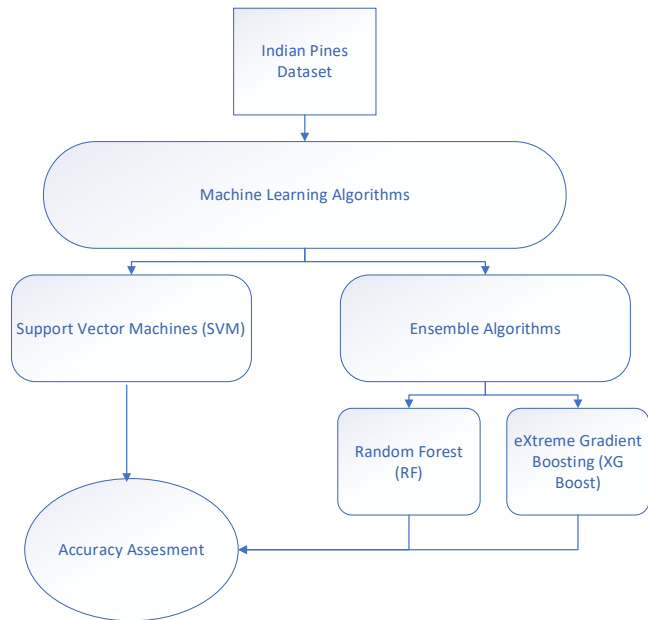 Indian Pines
Dataset
Machine Learning Algorithms
Support Vector Machines (SVM)
Ensemble Algorithms
Random Forest
(RF)
eXtreme Gradient
Boosting (XG
Boost)
Accuracy Assesment